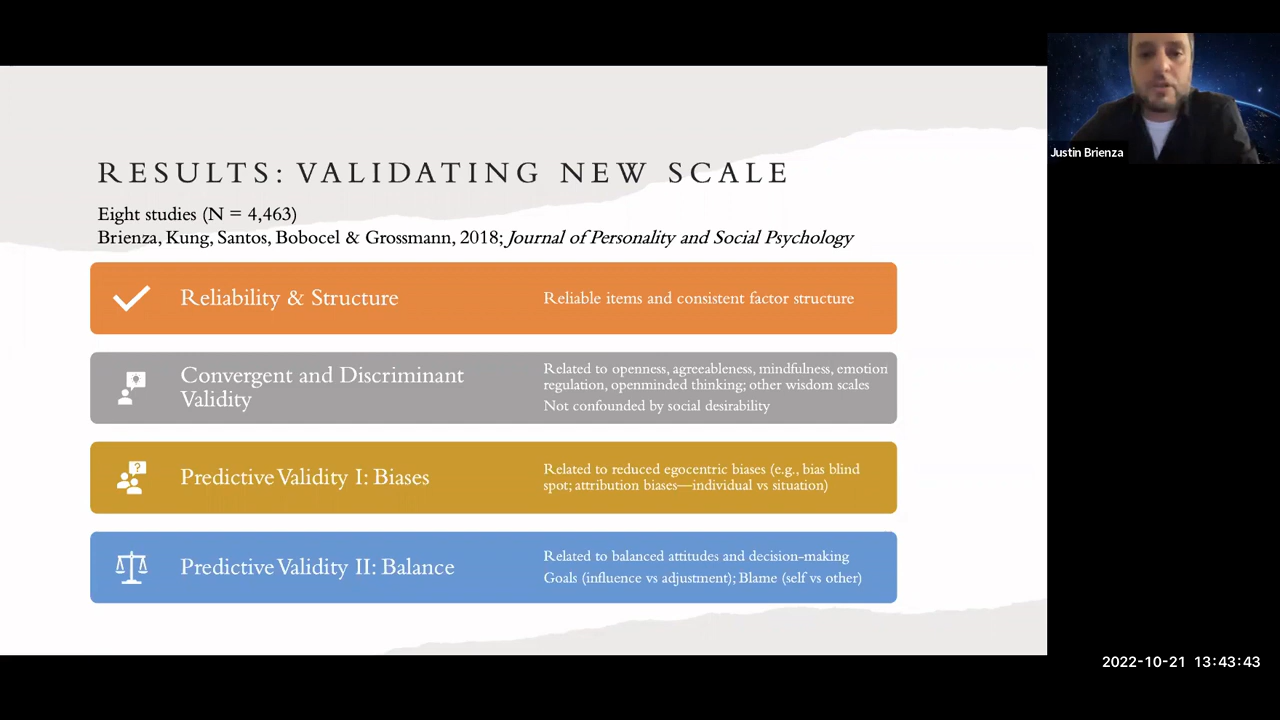 RESULTS: VALIDATING NEW SCALE
Eight studies (N = 4,463)
Brienza, Kung, Santos, Bobocel & Grossmann, 2018; Journal of Personality and Social Psychology
Reliability & Structure
Reliable items and consistent factor structure
Convergent and Discriminant
Validity
Related to openness, agreeableness, mindfulness, emotion
regulation, openminded thinking; other wisdom scales
Not confounded by social desirability
Predictive Validity I: Biases
Related to reduced egocentric biases (e.g., bias blind
spot; attribution biases—individual vs situation)
Predictive Validity II: Balance
Related to balanced attitudes and decision-making
Goals (influence vs adjustment); Blame (self vs other)
Justin Brienza
2022-10-21 13:43:43